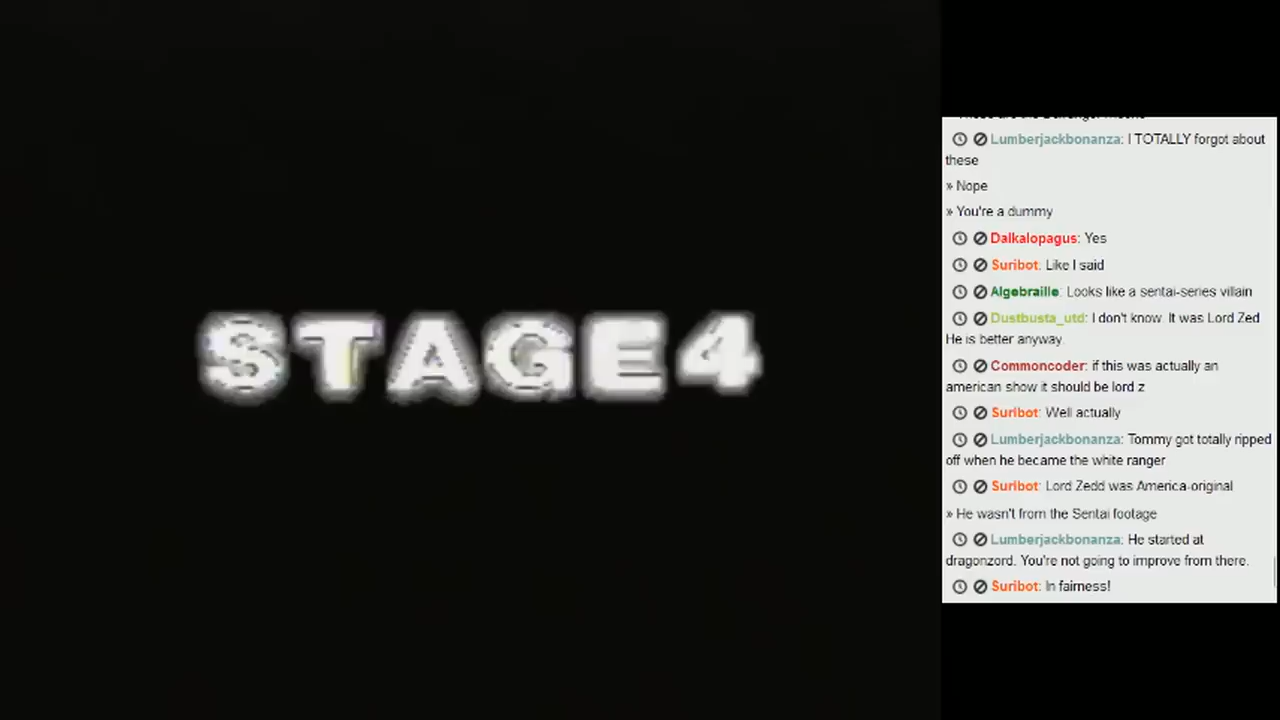 STAGE4
Lumberjackbonanza: I TOTALLY forgot about
these
» Nope
» You're a dummy
Dalkalopagus: Yes
Suribot: Like I said
Algebraille: Looks like a sentai-series villain
Dustbusta_utd: I don't know. It was Lord Zed
He is better anyway.
Commoncoder: if this was actually an
american show it should be lord z
Suribot: Well actually
Lumberjackbonanza: Tommy got totally ripped
off when he became the white ranger
Suribot: Lord Zedd was America-original
» He wasn't from the Sentai footage
Lumberjackbonanza: He started at
dragonzord. You're not going to improve from there.
Suribot: In fairness!